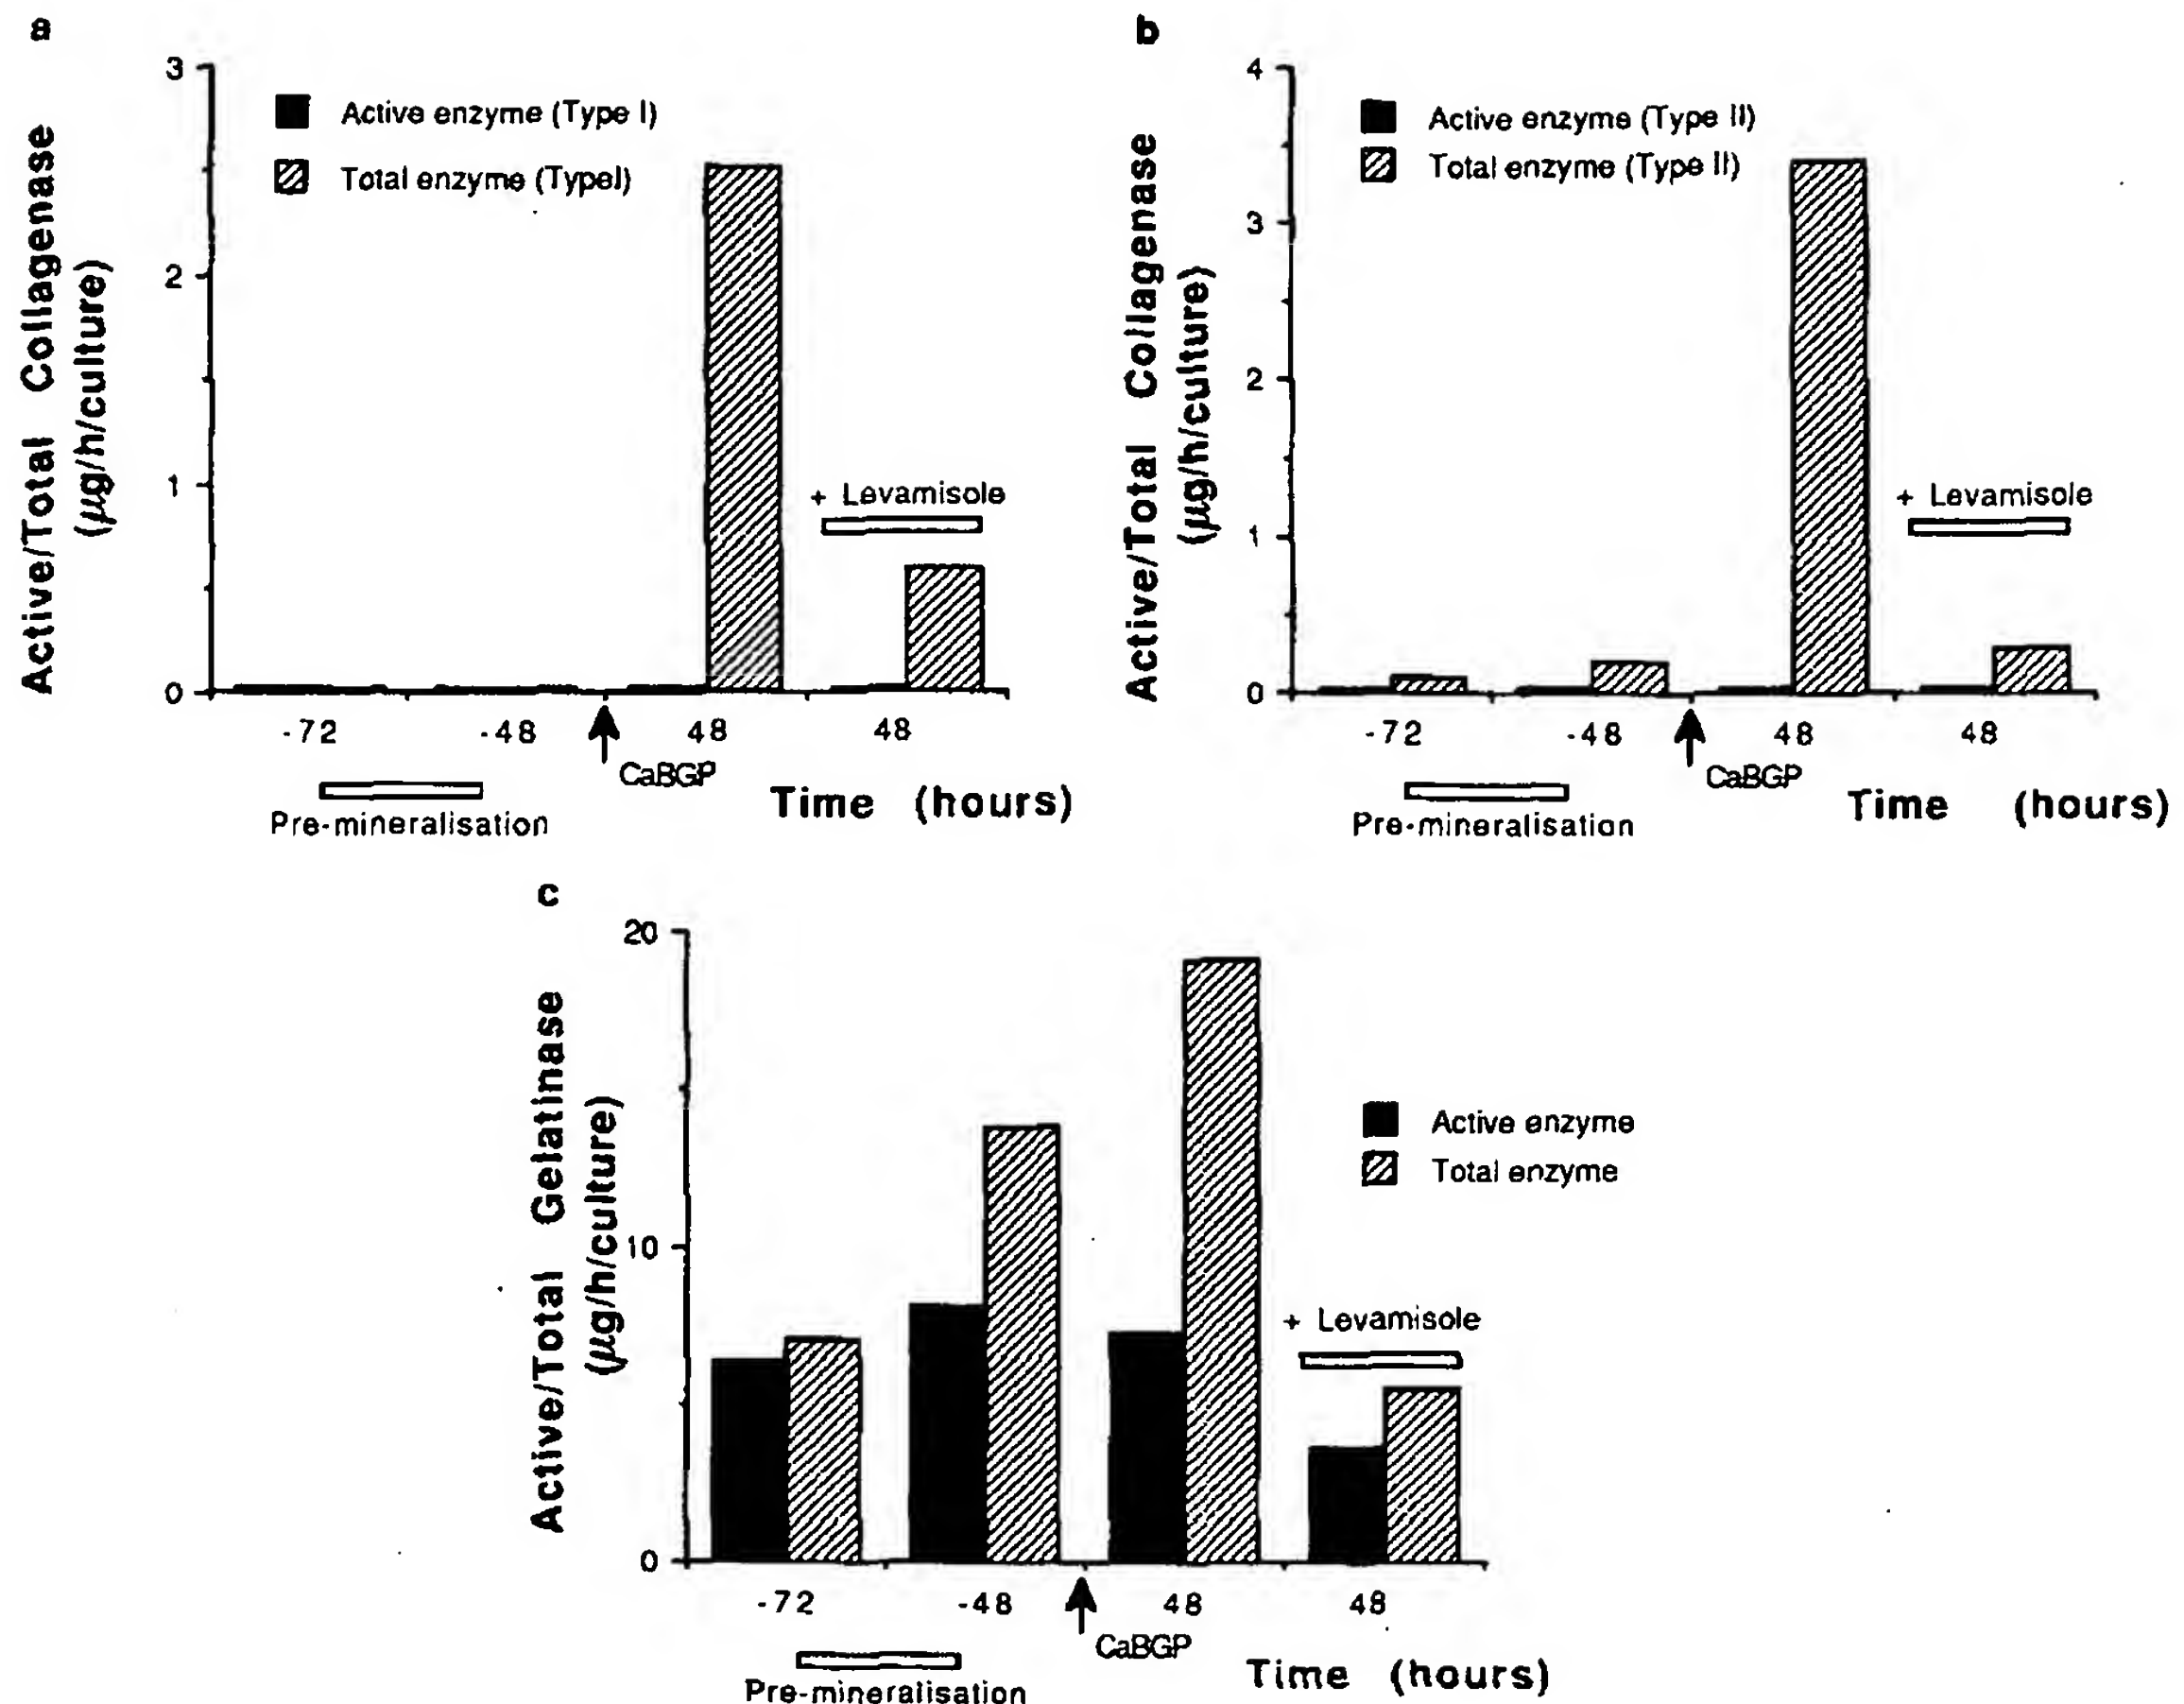 a
Active/Total Collagenase
(µg/h/culture)
3
2
1
0
Active enzyme (Type I)
Total enzyme (TypeI)
+ Levamisole
-72 -48 48 48
CaBGP
Pre-mineralisation
Time (hours)
b
Active/Total Collagenase
(µg/h/culture)
4
3
2
1
0
Active enzyme (Type II)
Total enzyme (Type II)
+ Levamisole
-72 -48 48 48
CaBGP
Pre-mineralisation
Time (hours)
c
Active/Total Gelatinase
(µg/h/culture)
20
10
0
Active enzyme
Total enzyme
+ Levamisole
-72 -48 48 48
CaBGP
Pre-mineralisation
Time (hours)